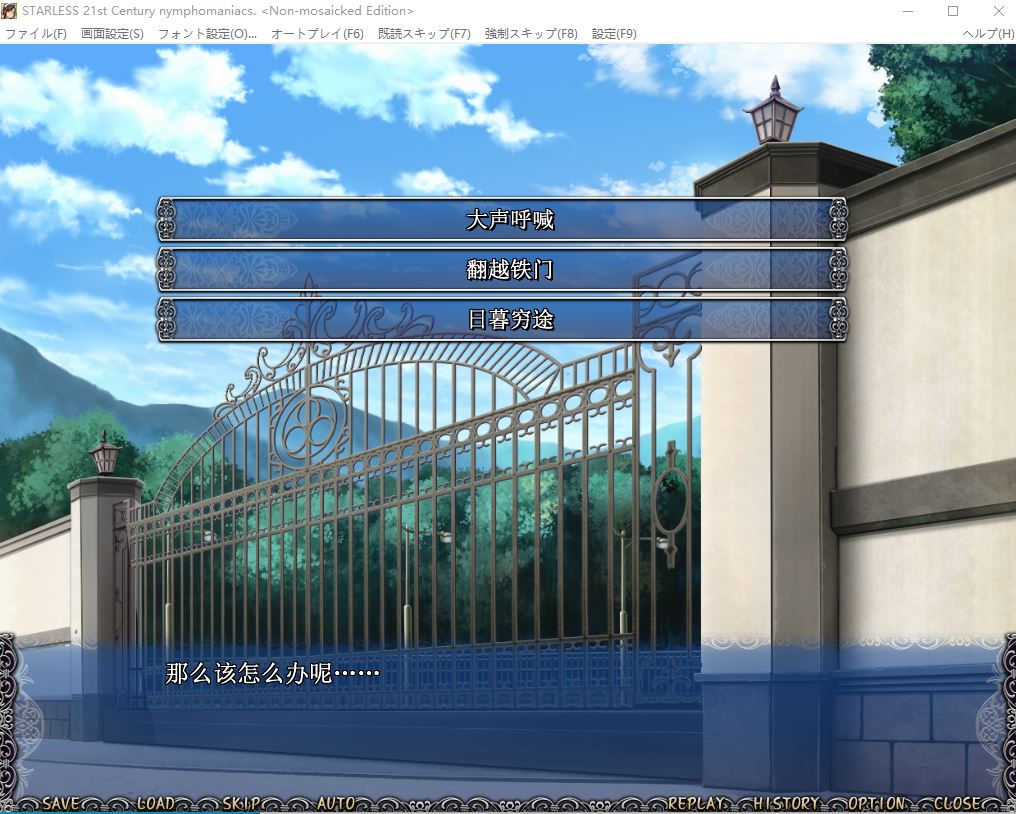 STARLESS 21st Century nymphomaniacs. <Non-mosaicked Edition>
ファイル(F) 画面設定(S) フォント設定(O)... オートプレイ(F6) 既読スキップ(F7) 強制スキップ(F8) 設定(F9) ヘルプ(H)
大声呼喊
翻越铁门
日暮穷途
那么该怎么办呢……
SAVE LOAD SKIP AUTO REPLAY HISTORY OPTION CLOSE